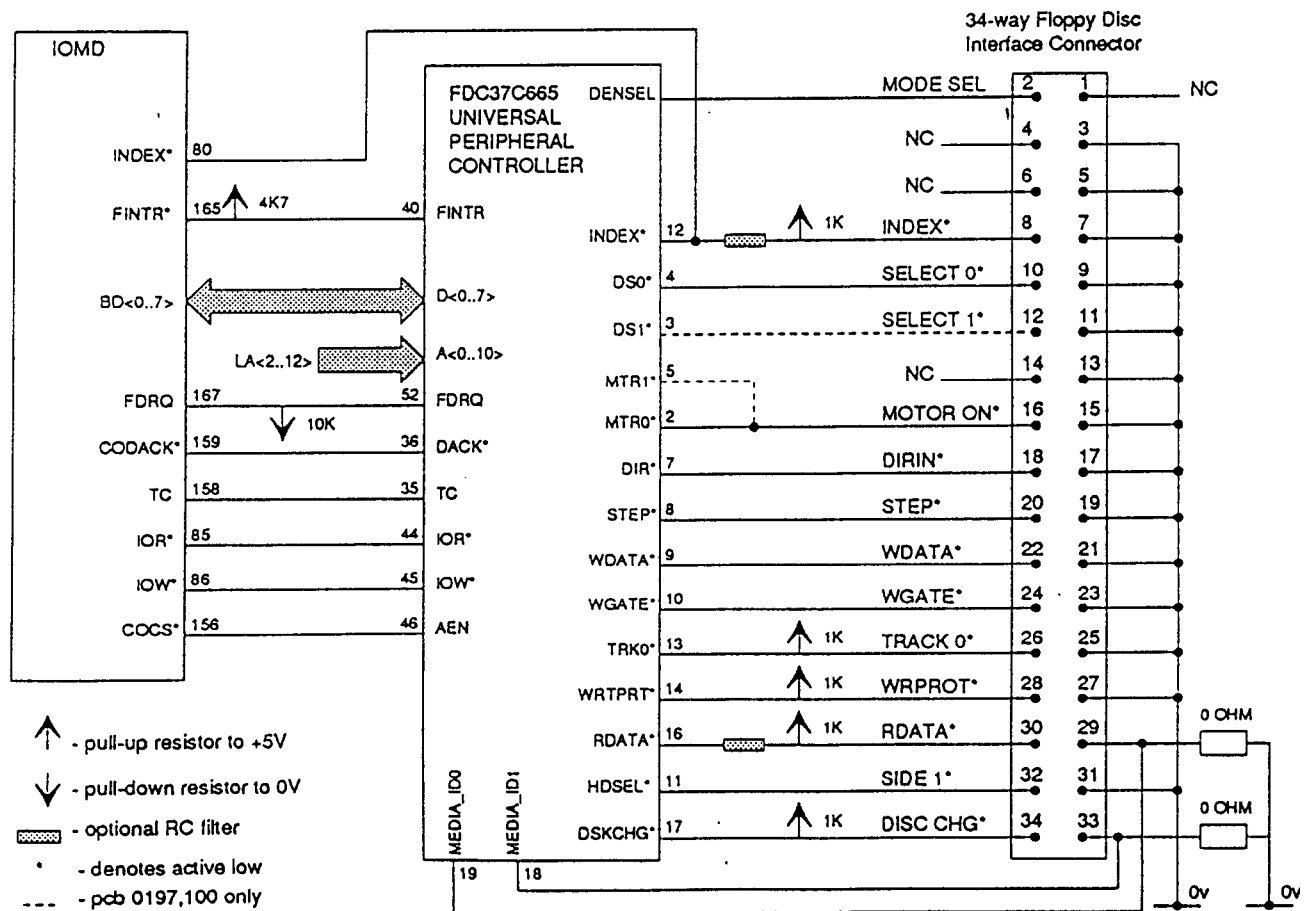 34-way Floppy Disc
Interface Connector
IOMD
FDC37C665
UNIVERSAL
PERIPHERAL
CONTROLLER
DENSEL MODE SEL 2 1 NC
NC 4 3
NC 6 5
INDEX* 80
FINTR* 165 4K7 40 FINTR
INDEX* 12 1K INDEX* 8 7
DS0* 4 SELECT 0* 10 9
BD<0..7> D<0..7>
DS1* 3 SELECT 1* 12 11
LA<2..12> A<0..10>
MTR1* 5 NC 14 13
FDRQ 167 10K 52 FDRQ
MTR0* 2 MOTOR ON* 16 15
CODACK* 159 36 DACK*
DIR* 7 DIRIN* 18 17
TC 158 35 TC
STEP* 8 STEP* 20 19
IOR* 85 44 IOR*
WDATA* 9 WDATA* 22 21
IOW* 86 45 IOW*
WGATE* 10 WGATE* 24 23
COCS* 156 46 AEN
TRK0* 13 1K TRACK 0* 26 25
WRTPRT* 14 1K WRPROT* 28 27
RDATA* 16 1K RDATA* 30 29 0 OHM
HDSEL* 11 SIDE 1* 32 31
DSKCHG* 17 1K DISC CHG* 34 33 0 OHM
MEDIA_ID0 19
MEDIA_ID1 18
0v 0v
- pull-up resistor to +5V
- pull-down resistor to 0V
- optional RC filter
* - denotes active low
---- - pcb 0197,100 only